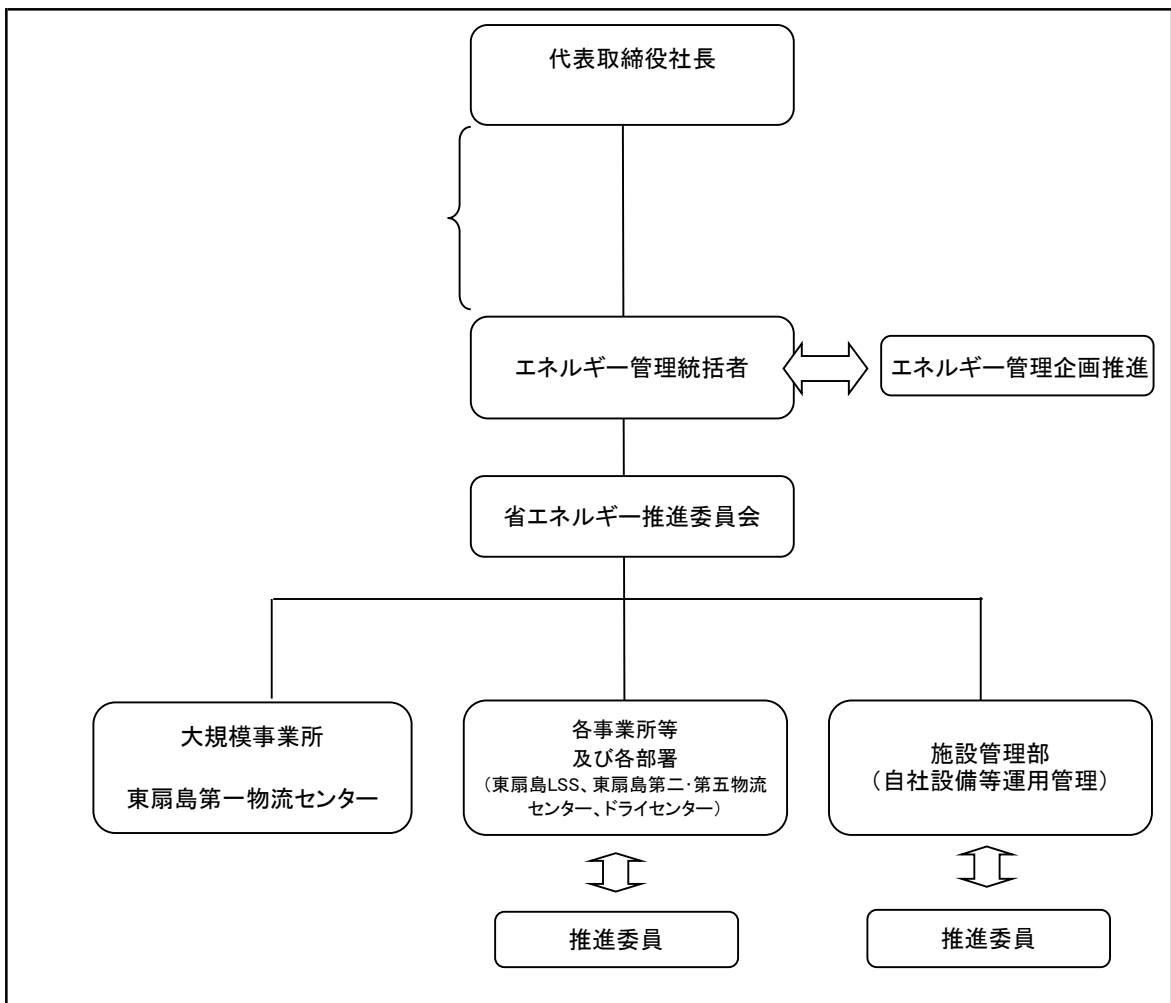 代表取締役社長
エネルギー管理統括者
エネルギー管理企画推進
省エネルギー推進委員会
大規模事業所
東扇島第一物流センター
各事業所等
及び各部署
(東扇島LSS、東扇島第二・第五物流
センター、ドライセンター)
施設管理部
(自社設備等運用管理)
推進委員
推進委員